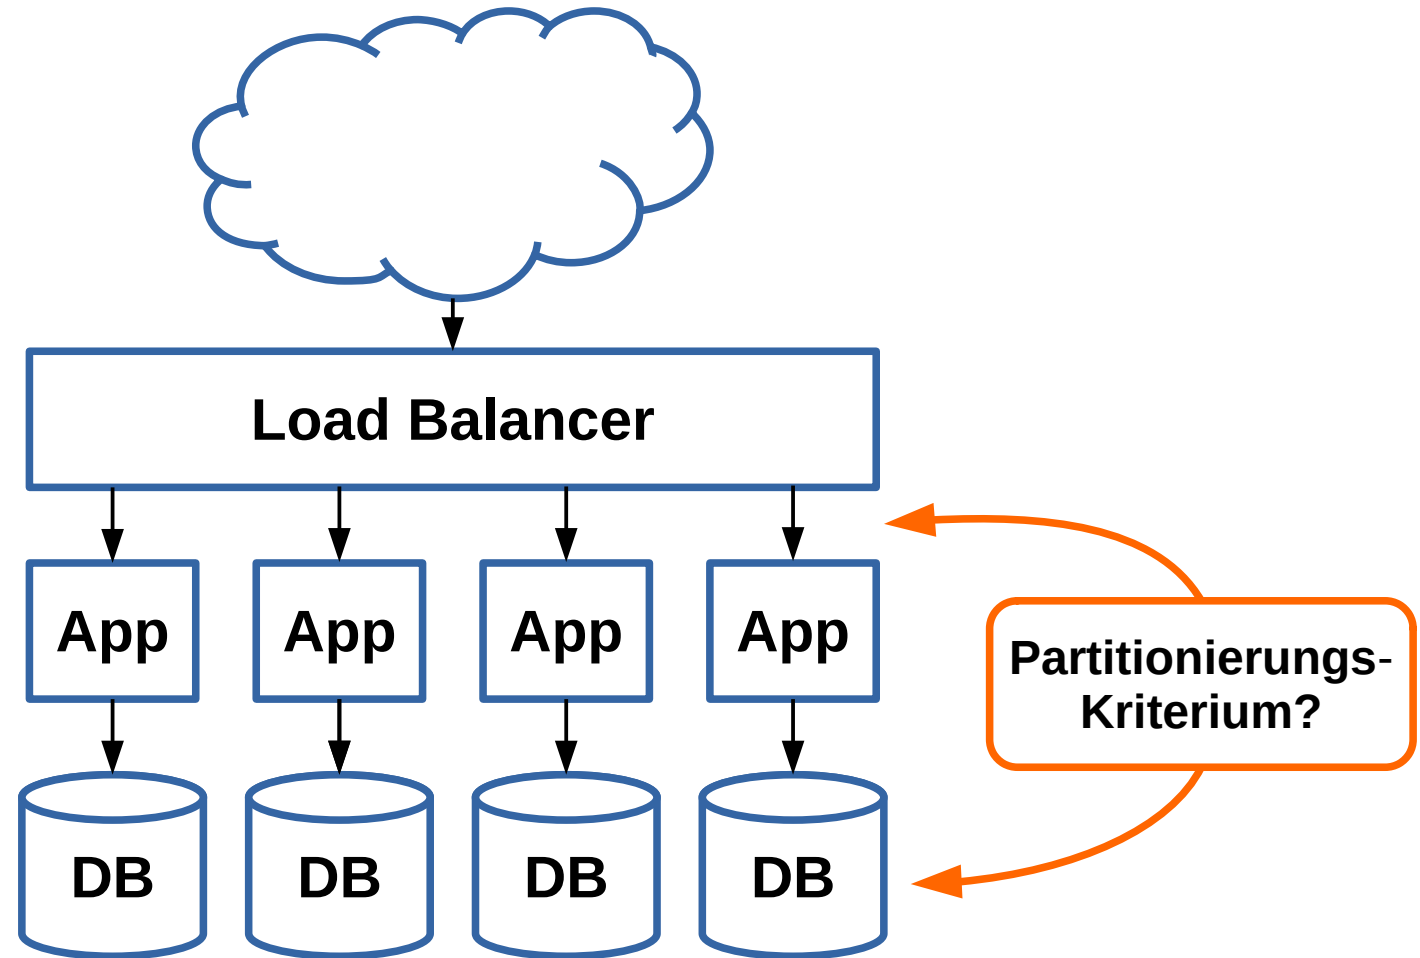 Load Balancer
App
App
App
App
Partitionierungs-
Kriterium?
DB
DB
DB
DB